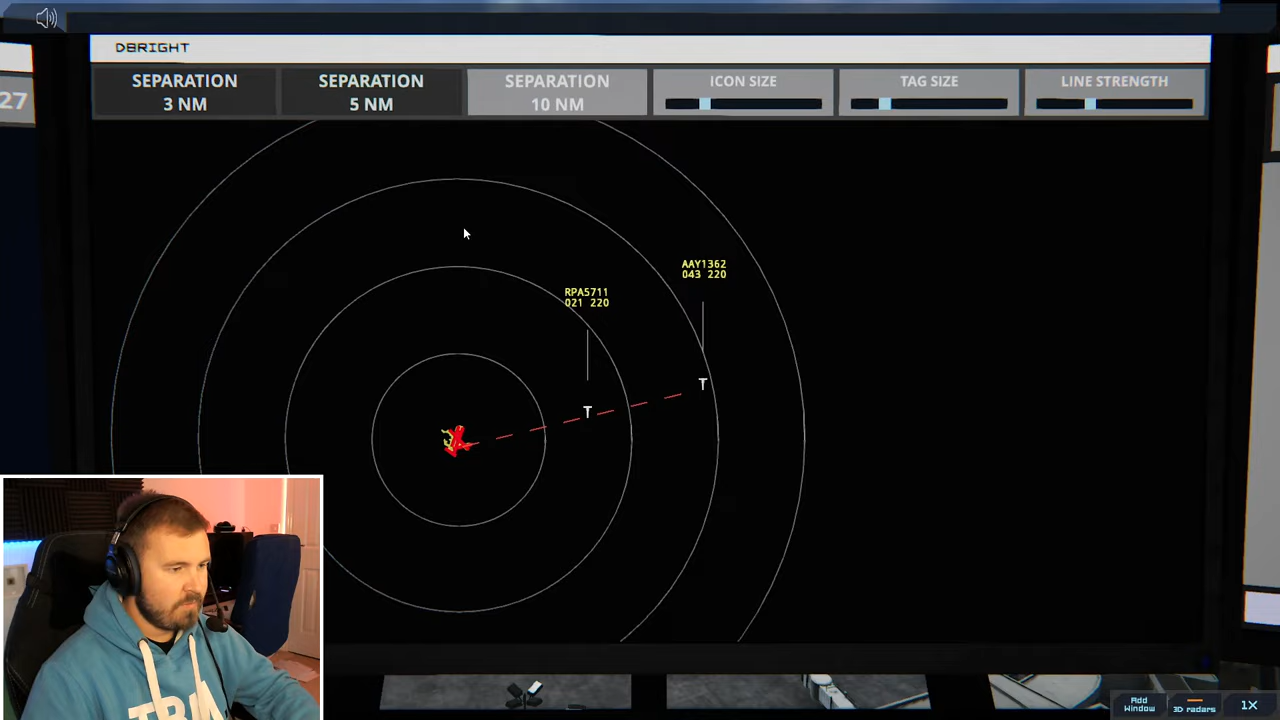 DBRIGHT
SEPARATION
3 NM
SEPARATION
5 NM
SEPARATION
10 NM
ICON SIZE
TAG SIZE
LINE STRENGTH
27
AAY1362
043 220
RPA5711
021 220
T
T
Add
Window
3D radars
1X